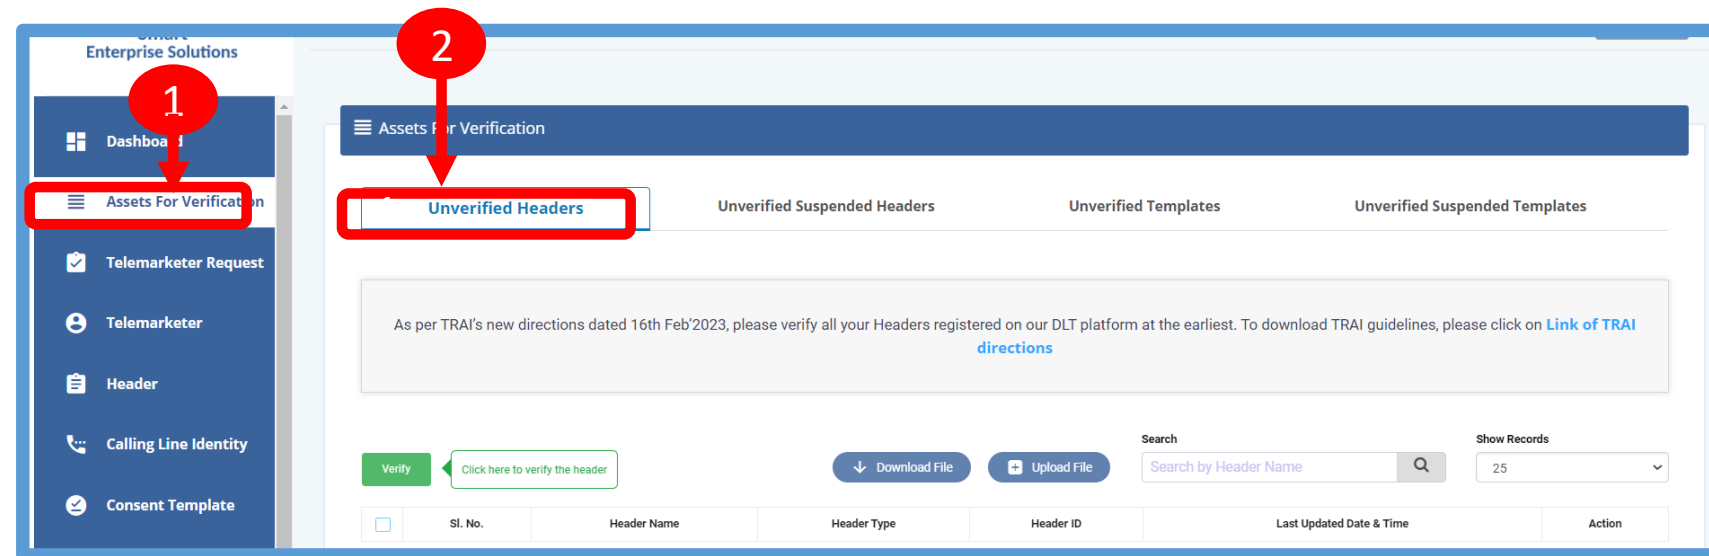 2
Smart
Enterprise Solutions
1
Dashboard
Assets For Verification
Telemarketer Request
Telemarketer
Header
Calling Line Identity
Consent Template
Assets For Verification
Unverified Headers
Unverified Suspended Headers
Unverified Templates
Unverified Suspended Templates
As per TRAI's new directions dated 16th Feb'2023, please verify all your Headers registered on our DLT platform at the earliest. To download TRAI guidelines, please click on Link of TRAI
directions
Verify
Click here to verify the header
Download File
Upload File
Search
Search by Header Name
Show Records
25
Sl. No. Header Name Header Type Header ID Last Updated Date & Time Action